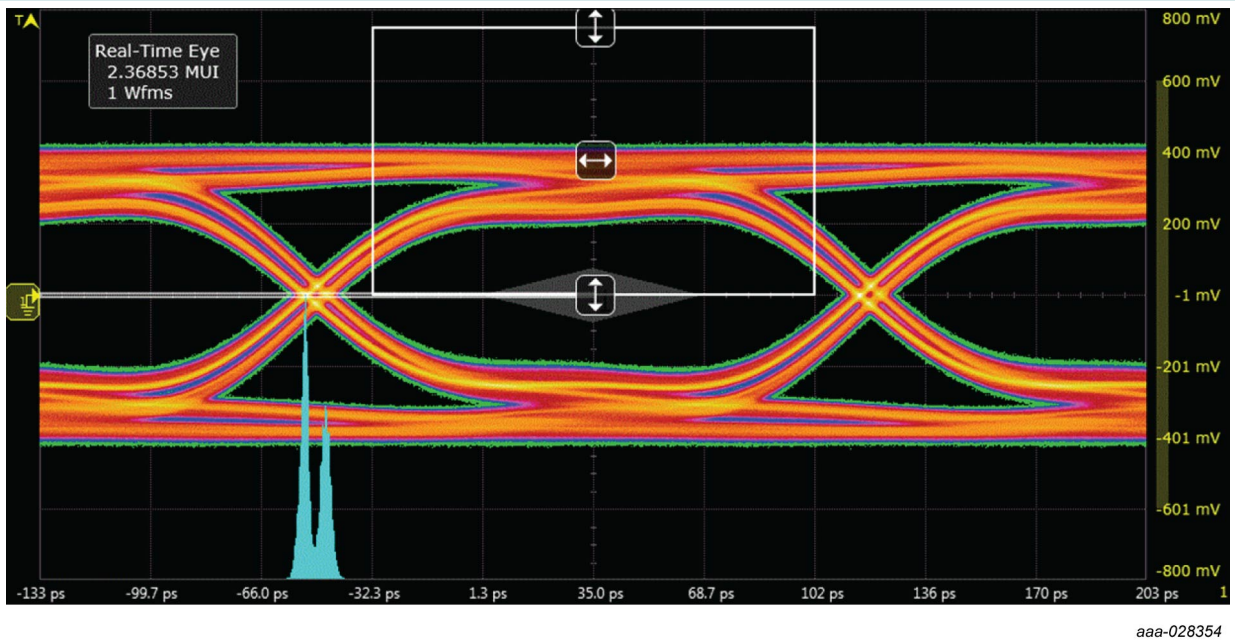 T
Real-Time Eye
2.36853 MUI
1 Wfms
800 mV
600 mV
400 mV
200 mV
-1 mV
-201 mV
-401 mV
-601 mV
-800 mV
1
-133 ps -99.7 ps -66.0 ps -32.3 ps 1.3 ps 35.0 ps 68.7 ps 102 ps 136 ps 170 ps 203 ps 1
aaa-028354